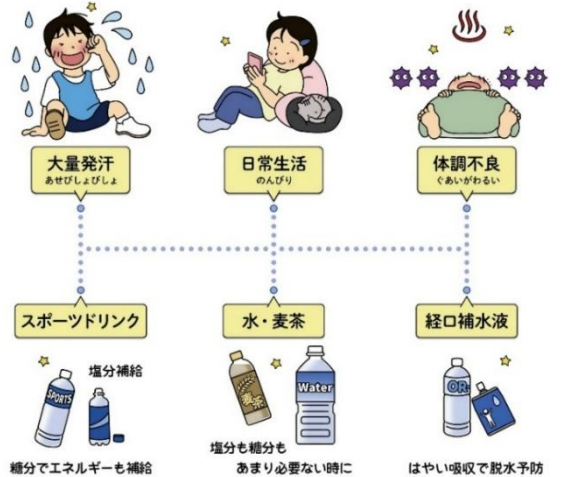 大量発汗
あせびしょびしょ
日常生活
のんびり
体調不良
ぐあいがわるい
スポーツドリンク
水・麦茶
経口補水液
塩分補給
SPORTS
麦茶
Water
OR
塩分も糖分も
あまり必要ない時に
糖分でエネルギーも補給
はやい吸収で脱水予防